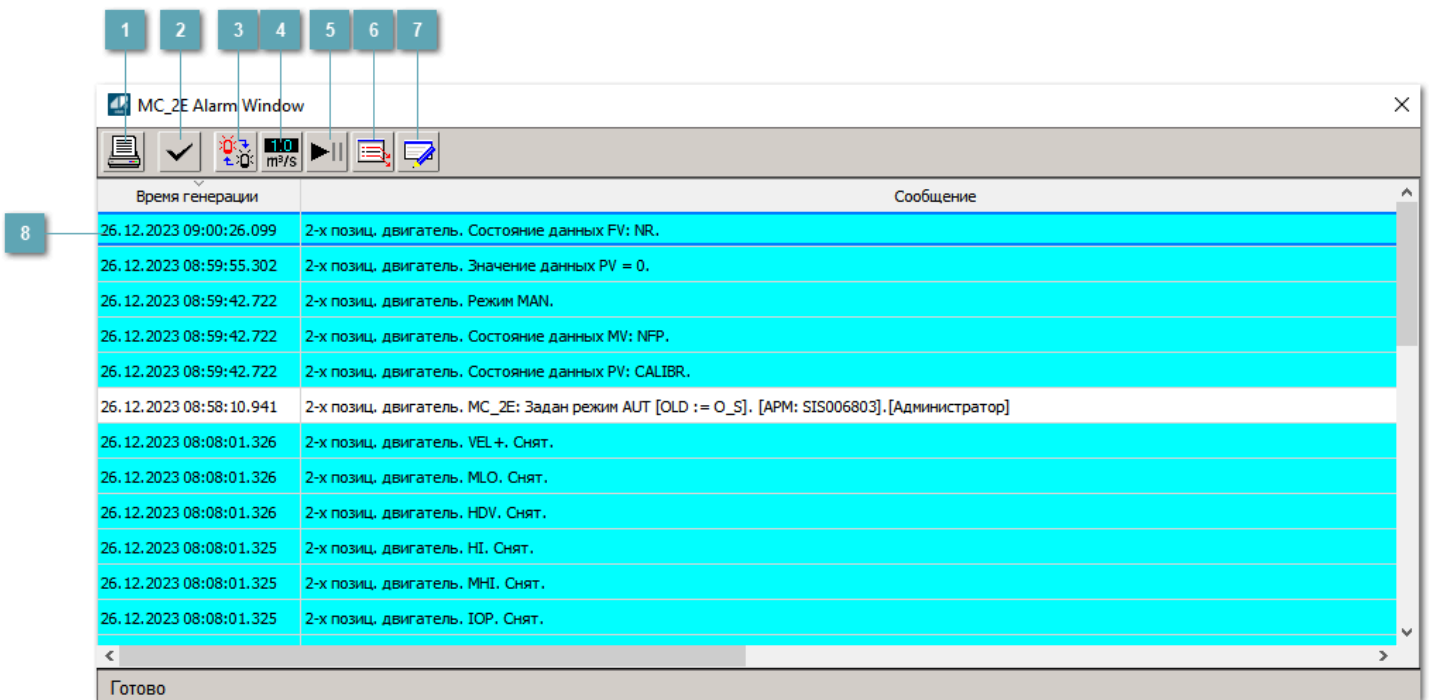 1 2 3 4 5 6 7
MC_2E Alarm Window
1.0
m³/s
Время генерации Сообщение
8
26.12.2023 09:00:26.099 2-х позиц. двигатель. Состояние данных FV: NR.
26.12.2023 08:59:55.302 2-х позиц. двигатель. Значение данных PV = 0.
26.12.2023 08:59:42.722 2-х позиц. двигатель. Режим MAN.
26.12.2023 08:59:42.722 2-х позиц. двигатель. Состояние данных MV: NFP.
26.12.2023 08:59:42.722 2-х позиц. двигатель. Состояние данных PV: CALIBR.
26.12.2023 08:58:10.941 2-х позиц. двигатель. MC_2E: Задан режим AUT [OLD := O_S]. [АРМ: SIS006803].[Администратор]
26.12.2023 08:08:01.326 2-х позиц. двигатель. VEL+. Снят.
26.12.2023 08:08:01.326 2-х позиц. двигатель. MLO. Снят.
26.12.2023 08:08:01.326 2-х позиц. двигатель. HDV. Снят.
26.12.2023 08:08:01.325 2-х позиц. двигатель. HI. Снят.
26.12.2023 08:08:01.325 2-х позиц. двигатель. MHI. Снят.
26.12.2023 08:08:01.325 2-х позиц. двигатель. IOP. Снят.
Готово